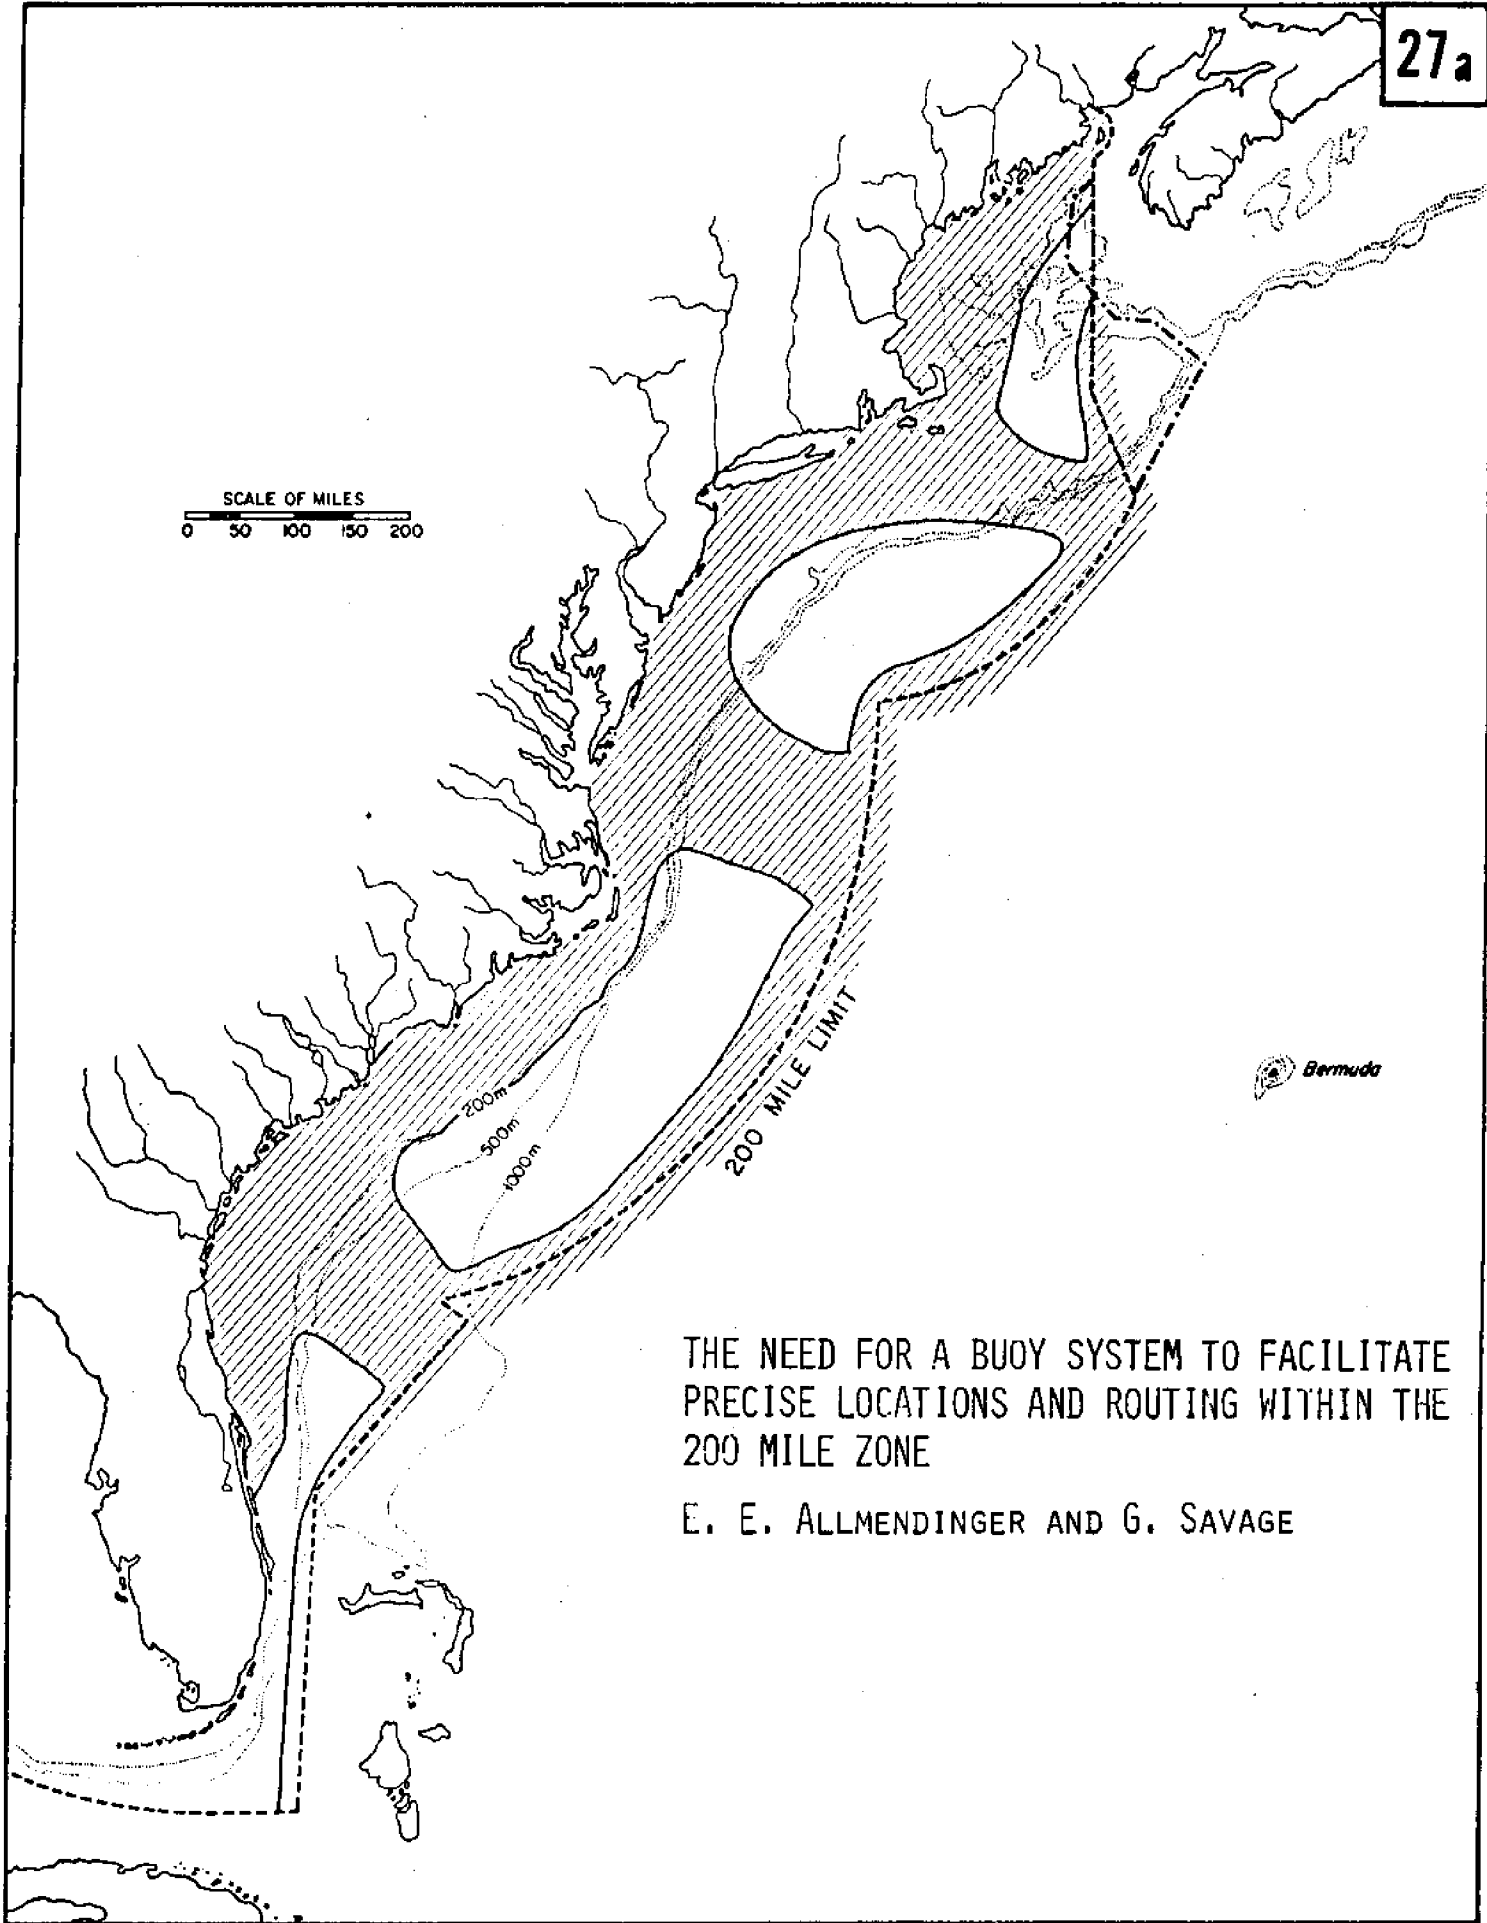 27a
SCALE OF MILES
0 50 100 150 200
200m
500m
1000m
200 MILE LIMIT
Bermuda
THE NEED FOR A BUOY SYSTEM TO FACILITATE
PRECISE LOCATIONS AND ROUTING WITHIN THE
200 MILE ZONE
E. E. ALLMENDINGER AND G. SAVAGE